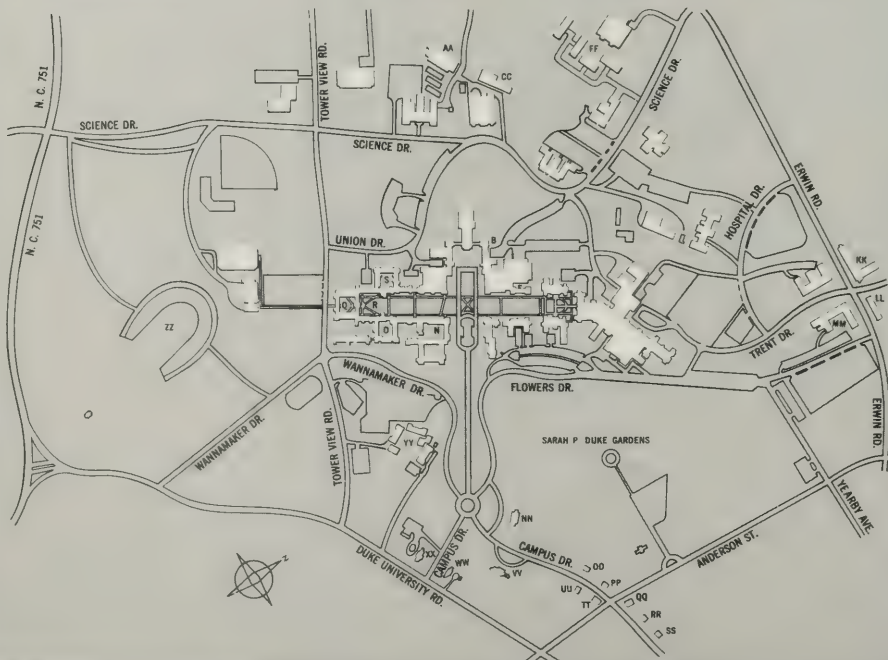 N. C. 751
TOWER VIEW RD.
AA
CC
FF
SCIENCE DR.
SCIENCE DR.
SCIENCE DR.
ERWIN RD.
N. C. 751
HOSPITAL DR.
UNION DR.
B
KK
S
LL
Q
R
ZZ
O
N
MM
TRENT DR.
WANNAMAKER DR.
FLOWERS DR.
ERWIN RD.
WANNAMAKER DR.
TOWER VIEW RD.
YY
SARAH P DUKE GARDENS
YEARBY AVE.
NN
CAMPUS DR.
ANDERSON ST.
DUKE UNIVERSITY RD.
XX
CAMPUS DR.
WW
VV
OO
PP
UU
TT
QQ
RR
SS